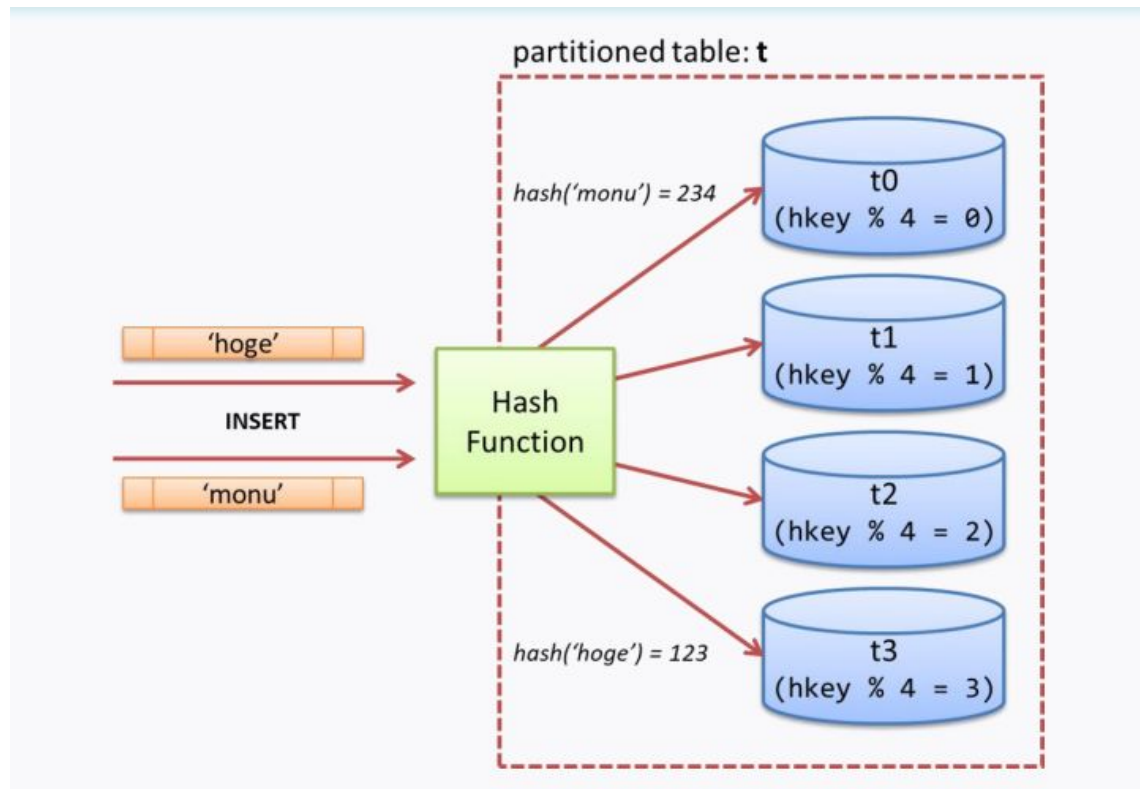 partitioned table: t
hash(‘monu’) = 234
t0
(hkey % 4 = 0)
‘hoge’
INSERT
‘monu’
Hash
Function
t1
(hkey % 4 = 1)
t2
(hkey % 4 = 2)
hash(‘hoge’) = 123
t3
(hkey % 4 = 3)